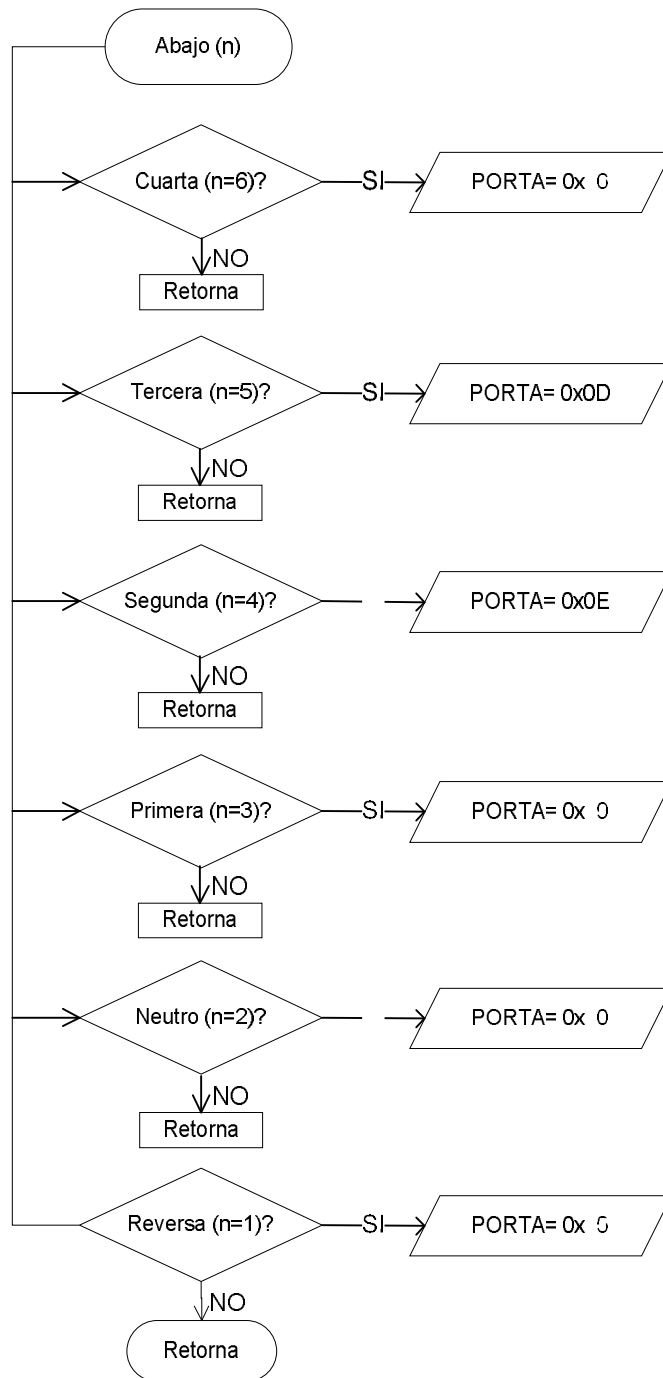 Abajo (n)
Cuarta (n=6)?
SI
PORTA= 0x
NO
Retorna
Tercera (n=5)?
SI
PORTA= 0x0D
NO
Retorna
Segunda (n=4)?
PORTA= 0x0E
NO
Retorna
Primera (n=3)?
SI
PORTA= 0x
NO
Retorna
Neutro (n=2)?
PORTA= 0x
NO
Retorna
Reversa (n=1)?
SI
PORTA= 0x
NO
Retorna